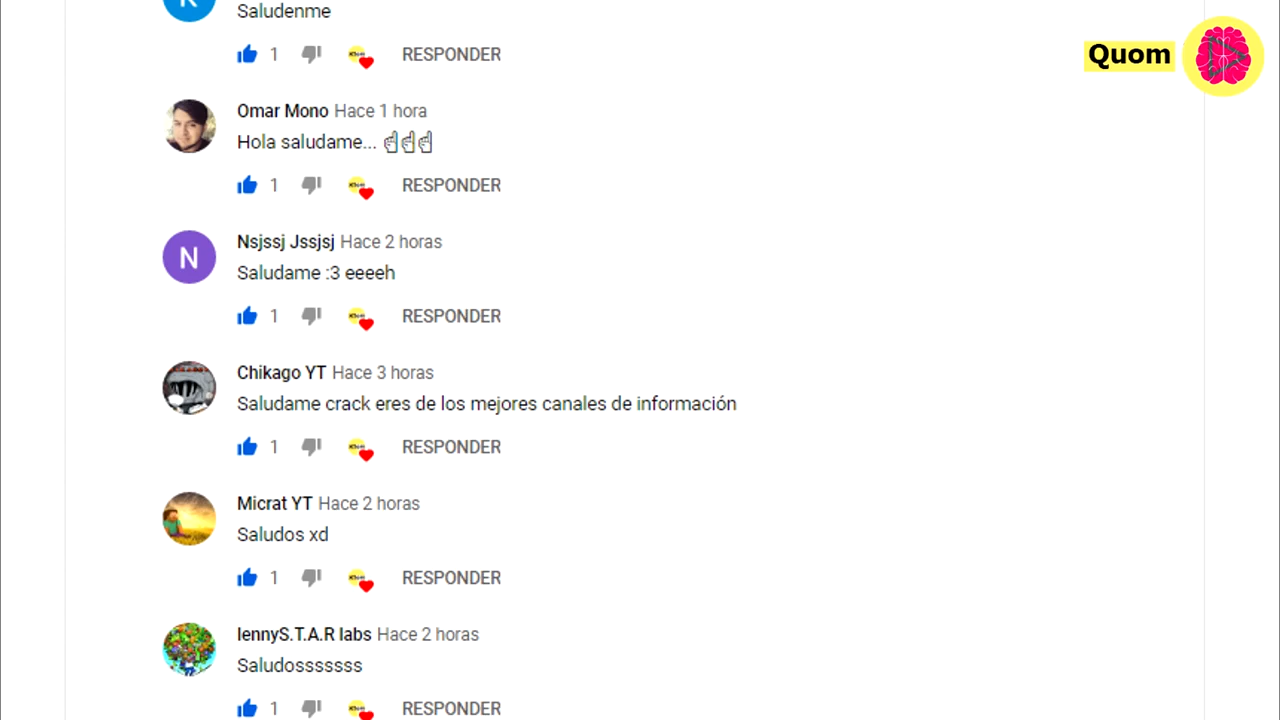 Saludenme
1 RESPONDER
Quom
Omar Mono Hace 1 hora
Hola saludame... ☝☝☝
1 RESPONDER
N
Nsjssj Jssjsj Hace 2 horas
Saludame :3 eeeeh
1 RESPONDER
Chikago YT Hace 3 horas
Saludame crack eres de los mejores canales de información
1 RESPONDER
Micrat YT Hace 2 horas
Saludos xd
1 RESPONDER
lennyS.T.A.R labs Hace 2 horas
Saludosssssss
1 RESPONDER